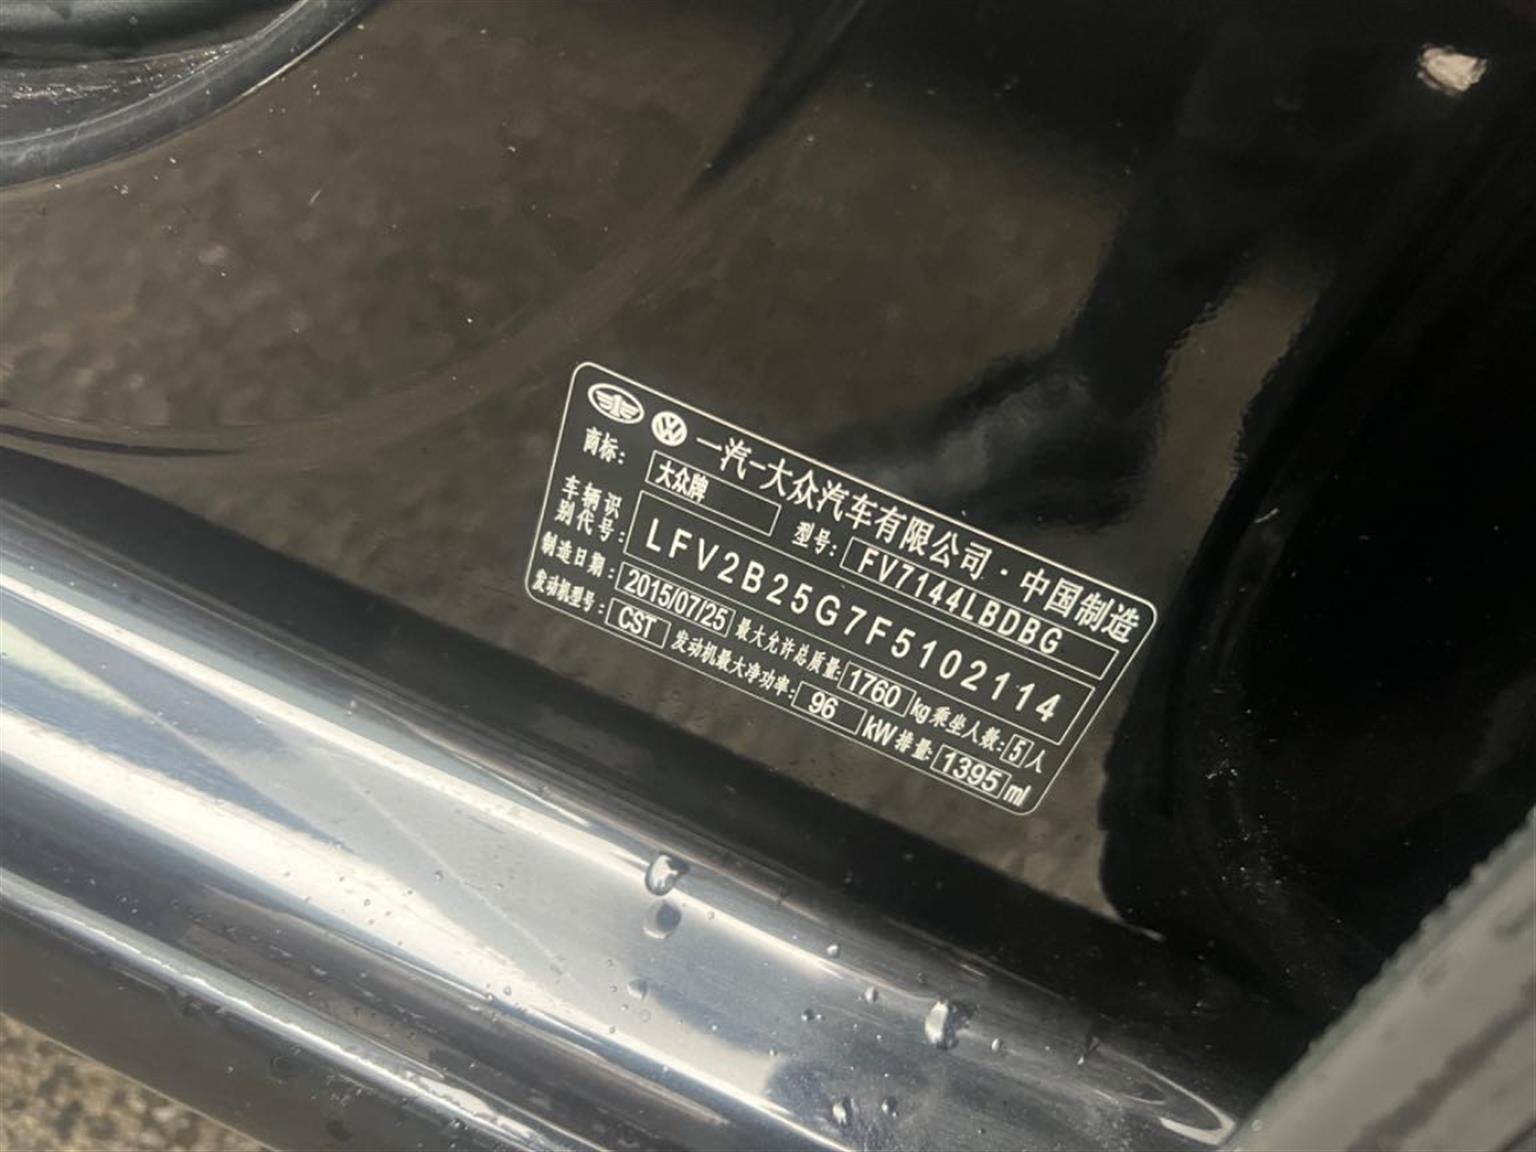 一汽-大众汽车有限公司·中国制造
商标: 大众牌 型号: FV7144LBDBG
车辆识别代号: LFV2B25G7F5102114
制造日期: 2015/07/25 最大允许总质量: 1760 kg 乘坐人数: 5 人
发动机型号: CST 发动机最大净功率: 96 kW 排量: 1395 ml